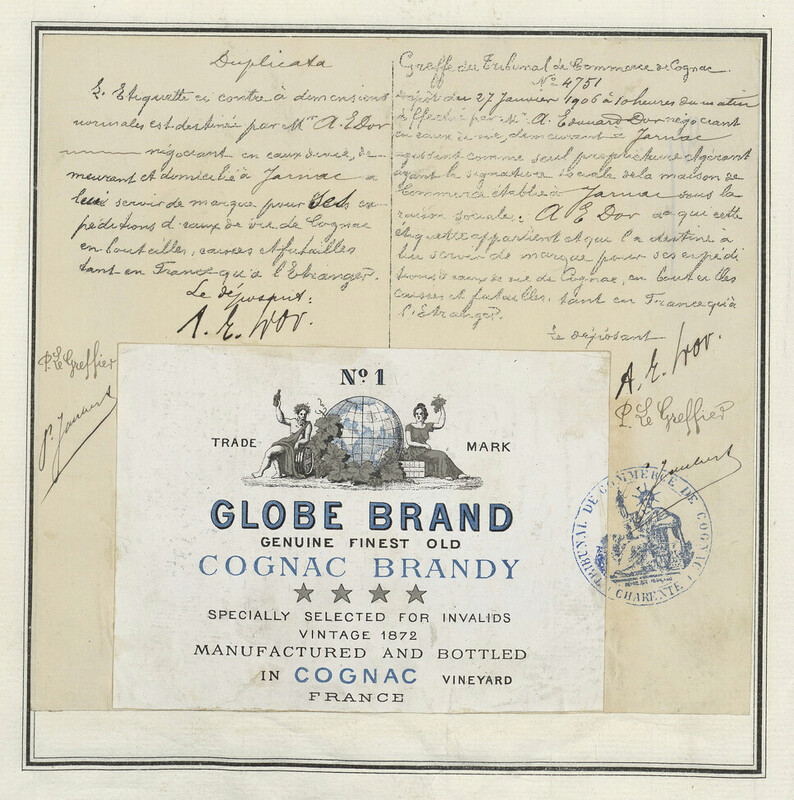 Duplicata
L'Etiquette ci contre à dimensions
normales est destinée par Mr A. E Dor
négociant en eaux de vie, de-
meurant et domicilié à Jarnac a
lui servir de marque pour ses ex-
péditions d'eaux de vie de Cognac
en bouteilles, caisses et futailles
tant en France qu'à l'Etranger.
Le déposant:
A. E. Dor.
P. Le Greffier
P. Jaubert
Greffe du Tribunal de Commerce de Cognac.
No 4751
Dépôt du 27 Janvier 1906 à 10 heures du matin
Effectué par Mr A. Edouard Dor négociant
en eaux de vie, demeurant à Jarnac
agissant comme seul propriétaire et gérant
ayant la signature sociale de la maison de
Commerce établie à Jarnac sous la
raison sociale: A E Dor à qui cette
étiquette appartient et qui l'a destiné à
lui servir de marque pour ses expédi
tions d'eaux de vie de Cognac, en bouteilles
caisses et futailles, tant en France qu'à
l'Etranger.
Le déposant
A. E. Dor.
P. Le Greffier
Jaubert
TRIBUNAL DE COMMERCE DE COGNAC
CHARENTE
No 1
TRADE MARK
GLOBE BRAND
GENUINE FINEST OLD
COGNAC BRANDY
SPECIALLY SELECTED FOR INVALIDS
VINTAGE 1872
MANUFACTURED AND BOTTLED
IN COGNAC VINEYARD
FRANCE